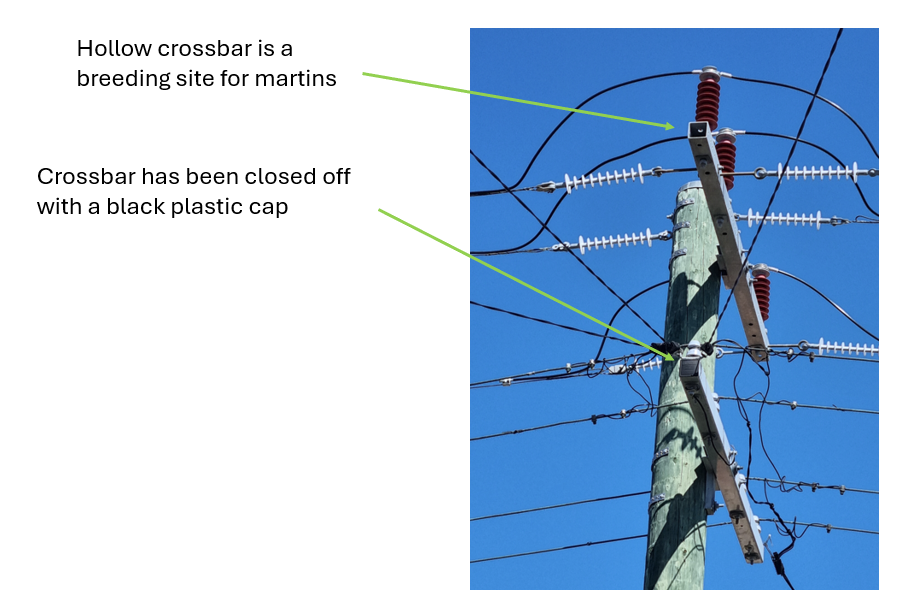 Hollow crossbar is a
breeding site for martins
Crossbar has been closed off
with a black plastic cap